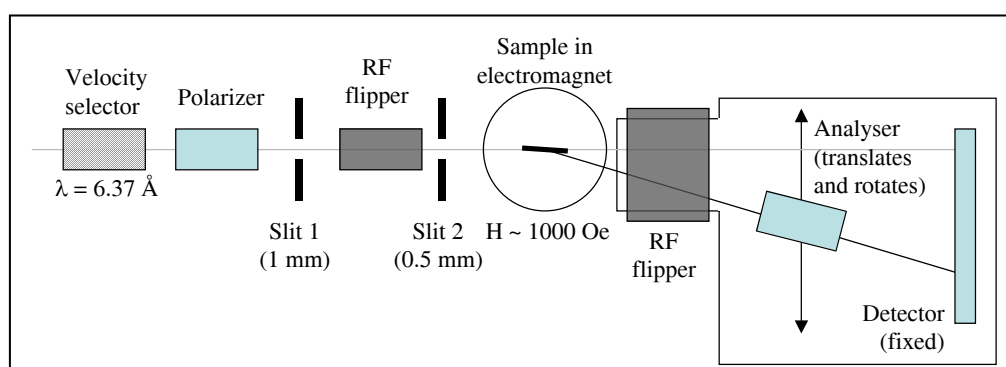 Velocity
selector
λ = 6.37 Å
Polarizer
Slit 1
(1 mm)
RF
flipper
Slit 2
(0.5 mm)
Sample in
electromagnet
H ~ 1000 Oe
RF
flipper
Analyser
(translates
and rotates)
Detector
(fixed)